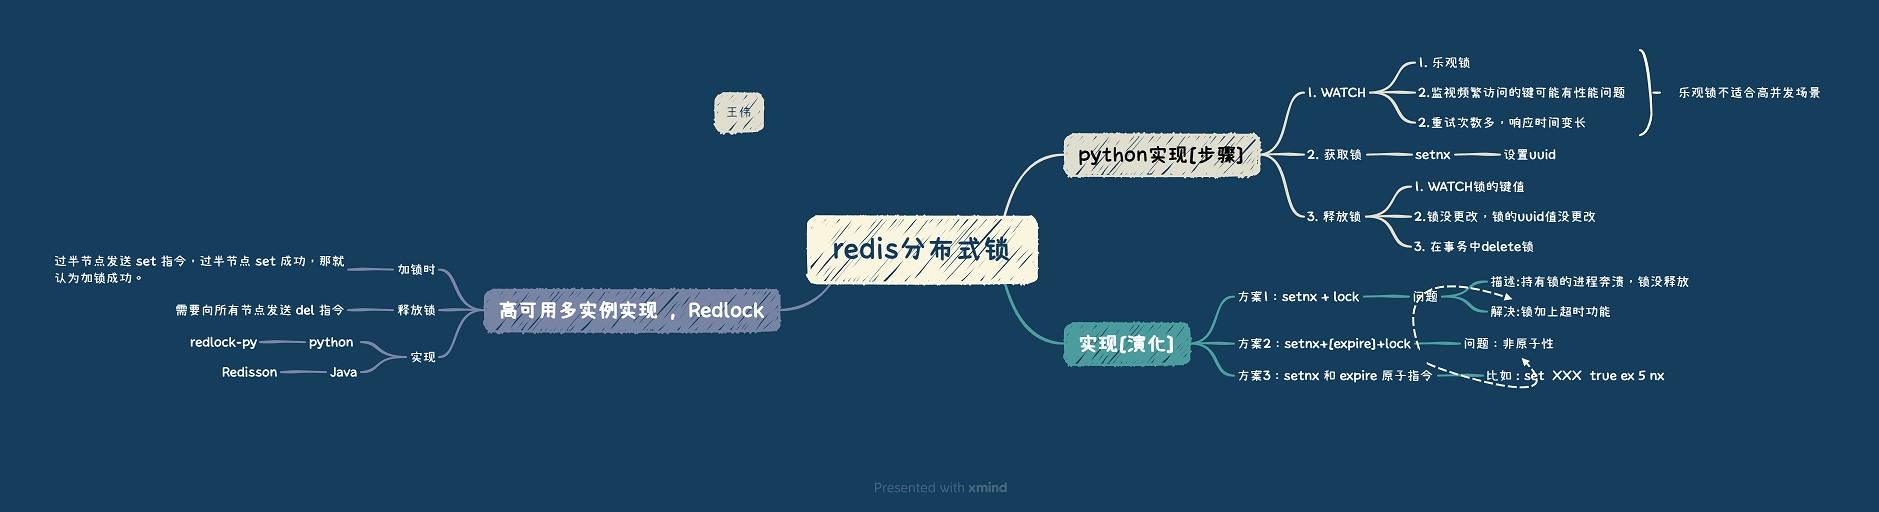 王伟
redis分布式锁
python实现[步骤]
1. WATCH
1. 乐观锁
2.监视频繁访问的键可能有性能问题
2.重试次数多，响应时间变长
乐观锁不适合高并发场景
2. 获取锁
setnx
设置uuid
3. 释放锁
1. WATCH锁的键值
2.锁没更改，锁的uuid值没更改
3. 在事务中delete锁
实现[演化]
方案1：setnx + lock
问题
描述:持有锁的进程奔溃，锁没释放
解决:锁加上超时功能
方案2：setnx+[expire]+lock
问题：非原子性
方案3：setnx 和 expire 原子指令
比如：set XXX true ex 5 nx
高可用多实例实现 ，Redlock
加锁时
过半节点发送 set 指令，过半节点 set 成功，那就
认为加锁成功。
释放锁
需要向所有节点发送 del 指令
实现
python
redlock-py
Java
Redisson
Presented with xmind